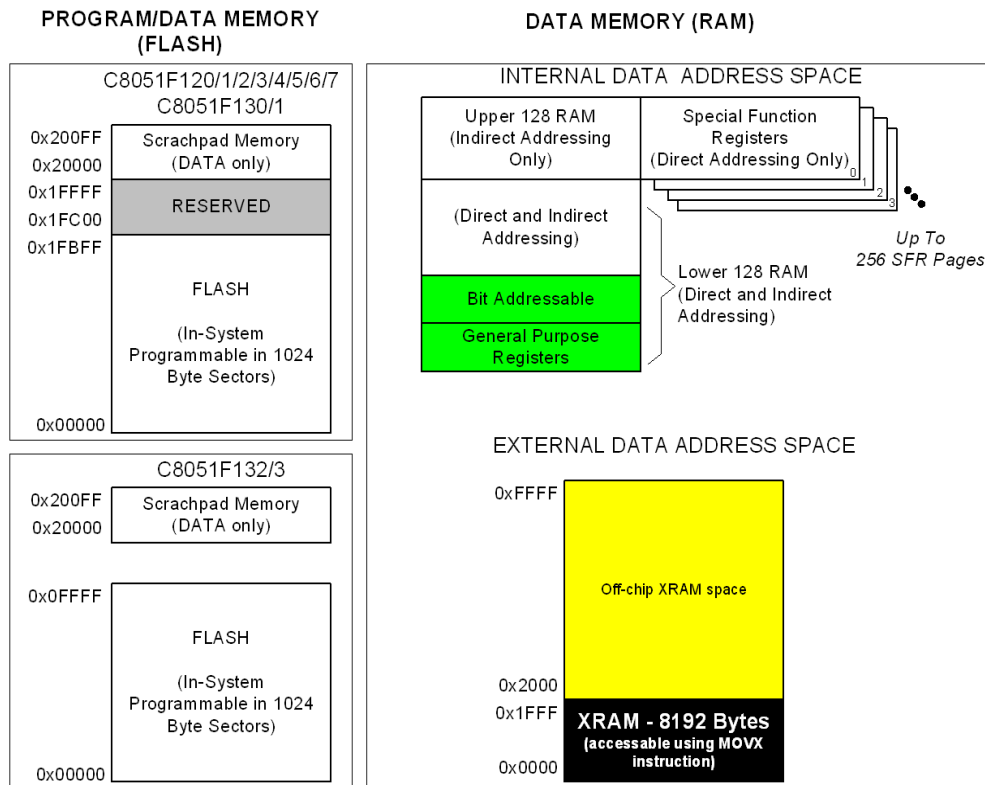 PROGRAM/DATA MEMORY
(FLASH)
C8051F120/1/2/3/4/5/6/7
C8051F130/1
0x200FF
0x20000
Scrachpad Memory
(DATA only)
0x1FFFF
0x1FC00
RESERVED
0x1FBFF
FLASH
(In-System
Programmable in 1024
Byte Sectors)
0x00000
C8051F132/3
0x200FF
0x20000
Scrachpad Memory
(DATA only)
0x0FFFF
FLASH
(In-System
Programmable in 1024
Byte Sectors)
0x00000
DATA MEMORY (RAM)
INTERNAL DATA ADDRESS SPACE
Upper 128 RAM
(Indirect Addressing
Only)
Special Function
Registers
(Direct Addressing Only)
0
1
2
3
Up To
256 SFR Pages
(Direct and Indirect
Addressing)
Bit Addressable
General Purpose
Registers
Lower 128 RAM
(Direct and Indirect
Addressing)
EXTERNAL DATA ADDRESS SPACE
0xFFFF
Off-chip XRAM space
0x2000
0x1FFF
XRAM - 8192 Bytes
(accessable using MOVX
instruction)
0x0000